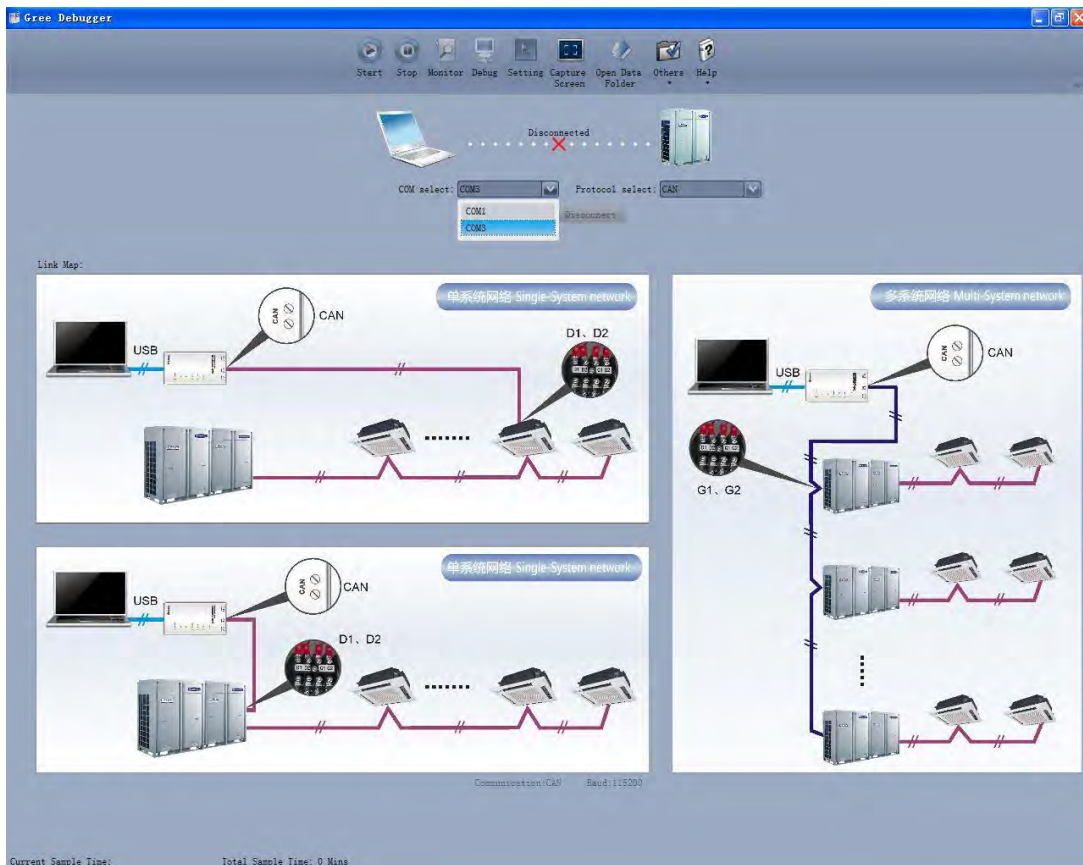 Gree Debugger
Start Stop Monitor Debug Setting Capture Screen Open Data Folder Others Help
Disconnected
COM select: COM3 Protocol select: CAN
COM1
Disconnect
COM3
Link Map:
单系统网络 Single-System network
CAN
CAN
USB
D1、D2
多系统网络 Multi-System network
CAN
CAN
USB
G1、G2
单系统网络 Single-System network
CAN
CAN
USB
D1、D2
Communication:CAN Baud:115200
Current Sample Time: Total Sample Time: 0 Mins